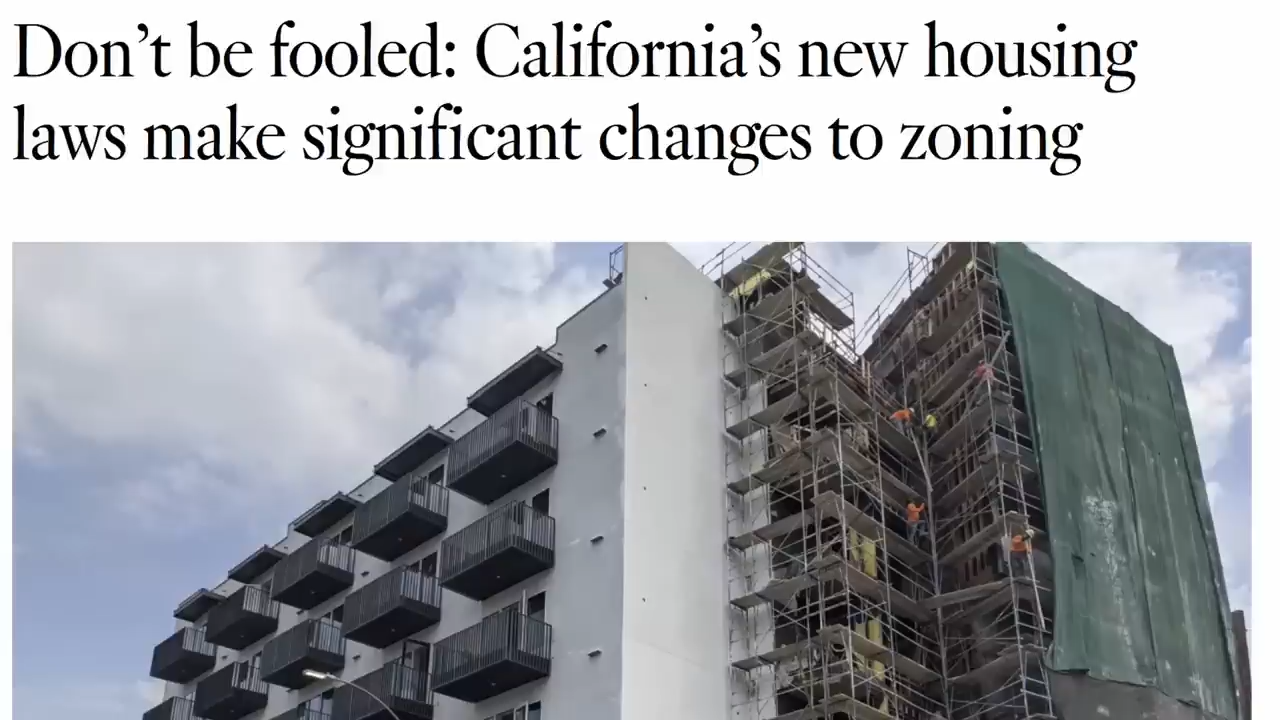 Don’t be fooled: California’s new housing
laws make significant changes to zoning